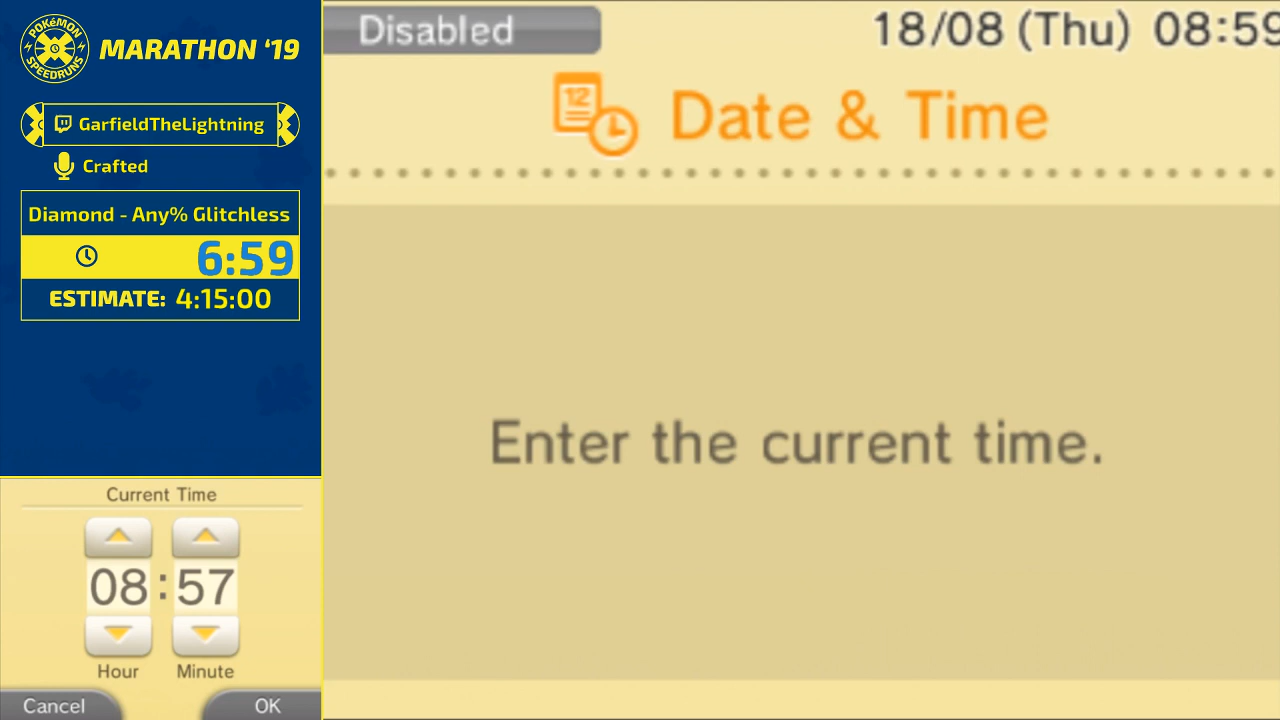 POKéMON
SPEEDRUNS
MARATHON ‘19
GarfieldTheLightning
Crafted
Diamond - Any% Glitchless
6:59
ESTIMATE: 4:15:00
Current Time
08:57
Hour Minute
Cancel OK
Disabled 18/08 (Thu) 08:59
12
Date & Time
Enter the current time.